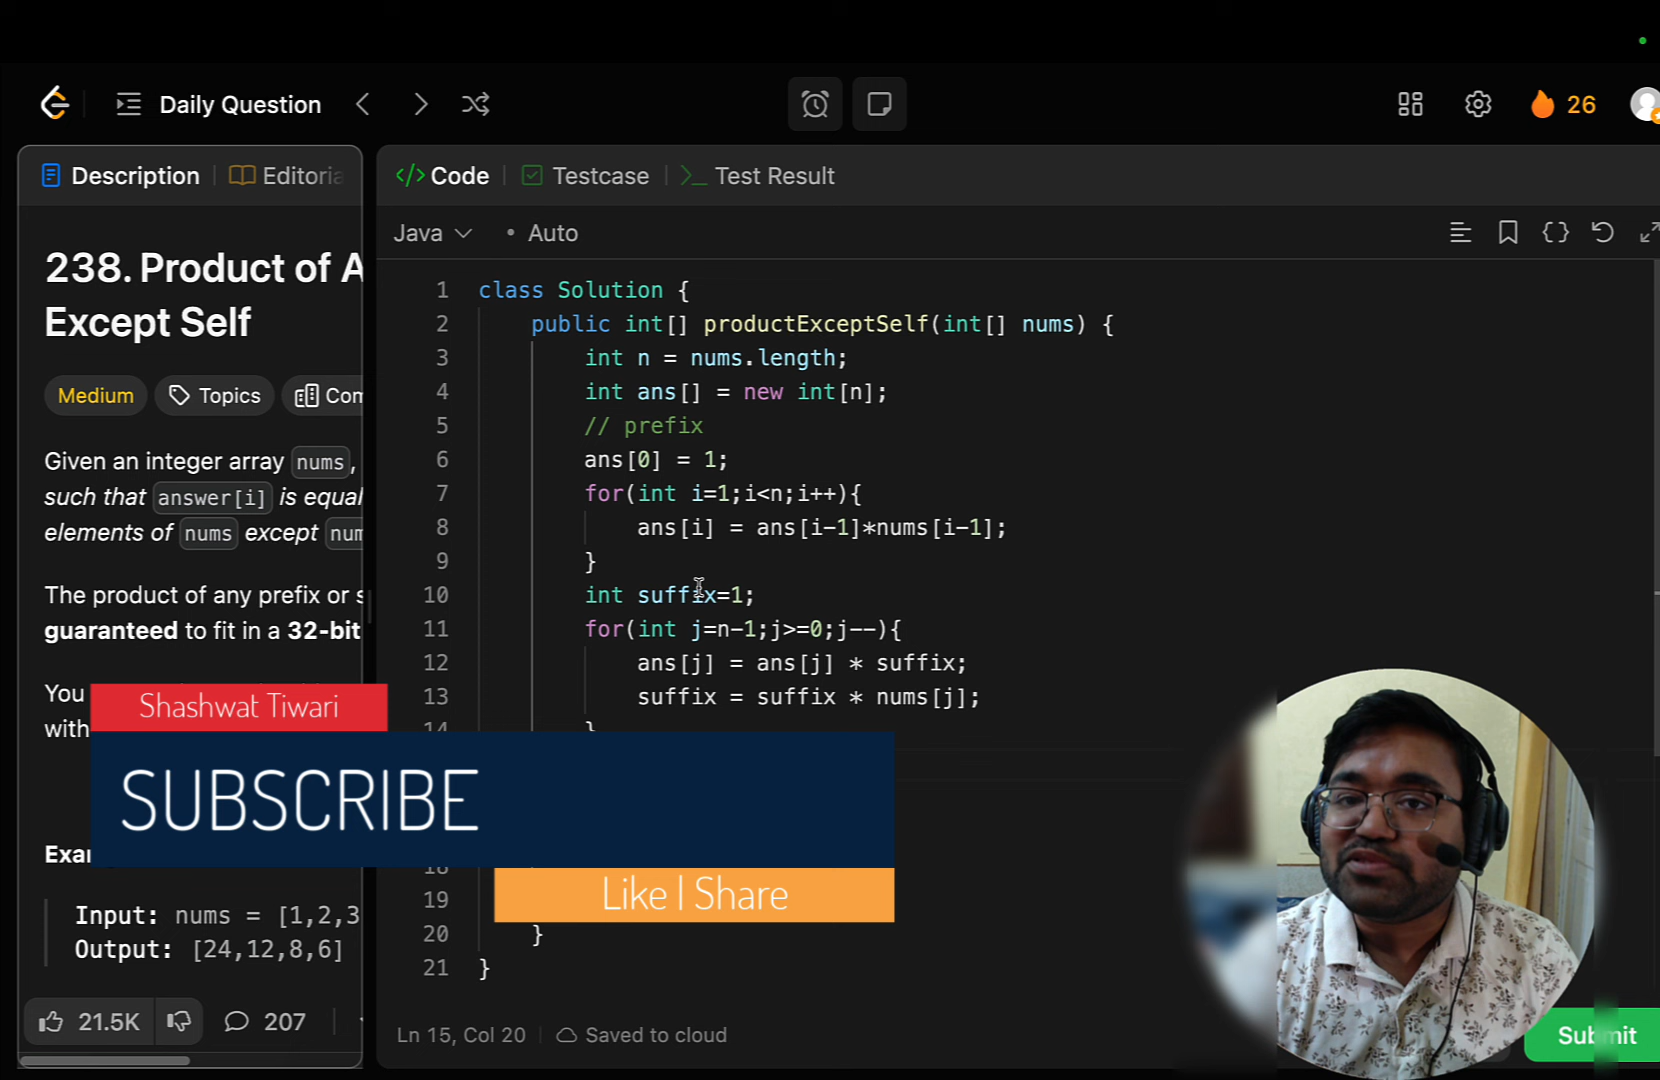 Daily Question
26
Description
Editoria
Code
Testcase
Test Result
Java
Auto
238. Product of A
Except Self
Medium
Topics
Com
Given an integer array nums,
such that answer[i] is equal
elements of nums except num
The product of any prefix or s
guaranteed to fit in a 32-bit
You
with
Exam
Input: nums = [1,2,3
Output: [24,12,8,6]
21.5K
207
1 class Solution {
2 public int[] productExceptSelf(int[] nums) {
3 int n = nums.length;
4 int ans[] = new int[n];
5 // prefix
6 ans[0] = 1;
7 for(int i=1;i<n;i++){
8 ans[i] = ans[i-1]*nums[i-1];
9 }
10 int suffix=1;
11 for(int j=n-1;j>=0;j--){
12 ans[j] = ans[j] * suffix;
13 suffix = suffix * nums[j];
14 }
18
19
20 }
21 }
Shashwat Tiwari
SUBSCRIBE
Like | Share
Ln 15, Col 20
Saved to cloud
Submit